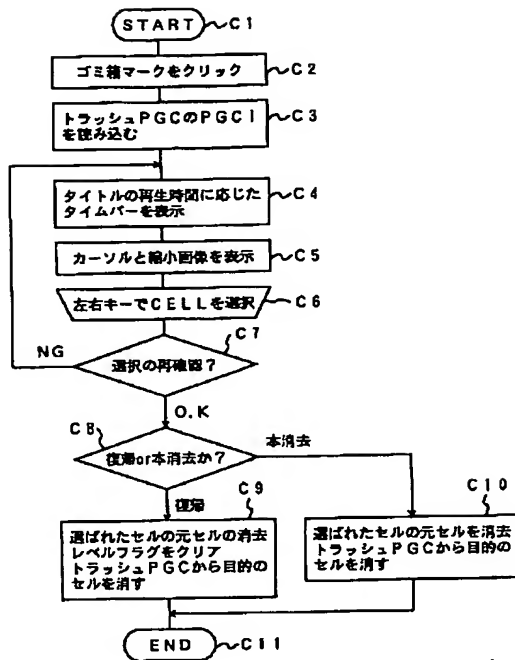 START
C1
ゴミ箱マークをクリック
C2
トラッシュPGCのPGCI
を読み込む
C3
タイトルの再生時間に応じた
タイムバーを表示
C4
カーソルと縮小画像を表示
C5
左右キーでCELLを選択
C6
C7
NG
選択の再確認?
O.K
C8
本消去
復帰or本消去か?
復帰
C9
C10
選ばれたセルの元セルの消去
レベルフラグをクリア
トラッシュPGCから目的の
セルを消す
選ばれたセルの元セルを消去
トラッシュPGCから目的の
セルを消す
END
C11